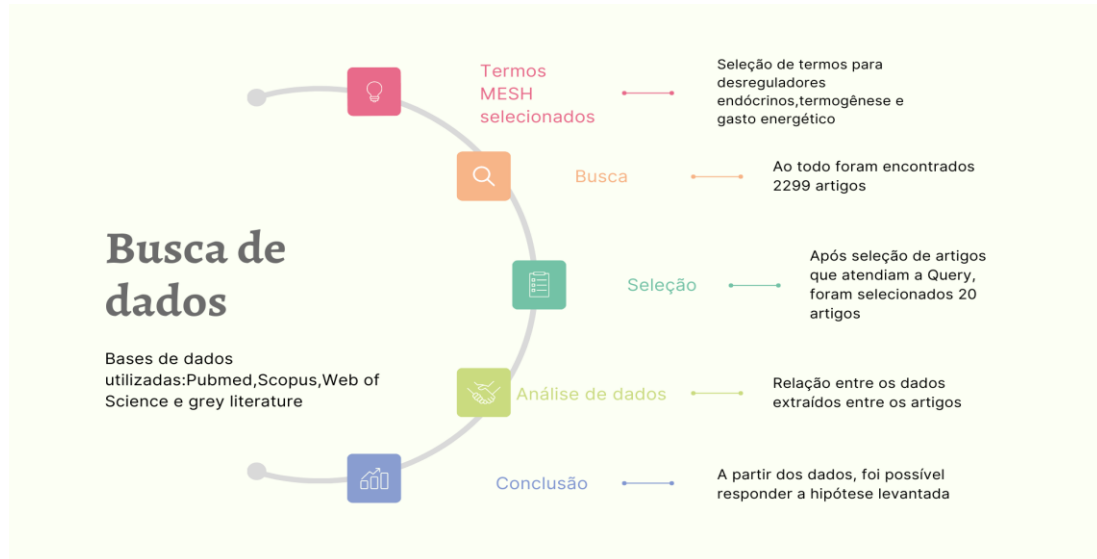 Busca de
dados
Bases de dados
utilizadas:Pubmed,Scopus,Web of
Science e grey literature
Termos
MESH
selecionados
Seleção de termos para
desreguladores
endócrinos,termogênese e
gasto energético
Busca
Ao todo foram encontrados
2299 artigos
Seleção
Após seleção de artigos
que atendiam a Query,
foram selecionados 20
artigos
Análise de dados
Relação entre os dados
extraídos entre os artigos
Conclusão
A partir dos dados, foi possível
responder a hipótese levantada